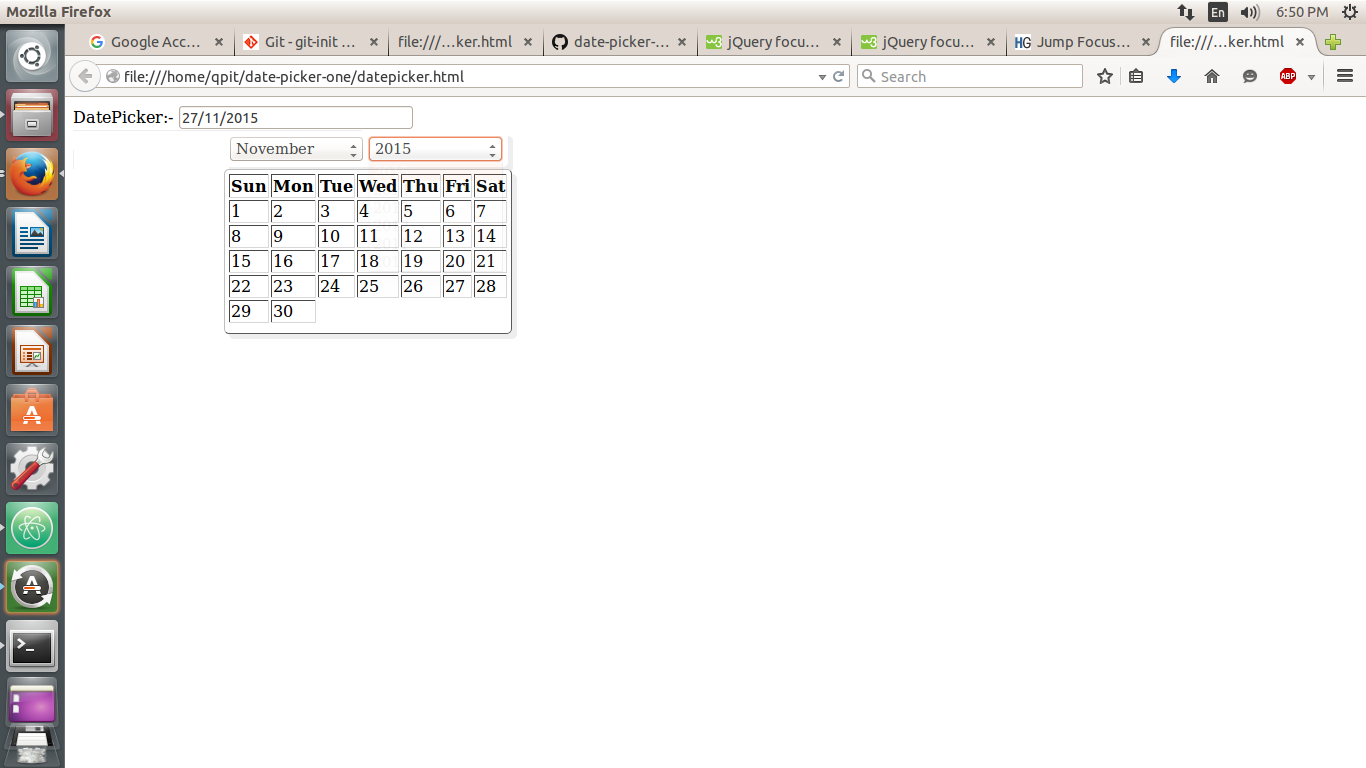 Mozilla Firefox En 6:50 PM
Google Acc... Git - git-init ... file:///...ker.html date-picker-... jQuery focu... jQuery focu... HG Jump Focus... file:///...ker.html
file:///home/qpit/date-picker-one/datepicker.html Search ABP
DatePicker:- 27/11/2015
November 2015
Sun Mon Tue Wed Thu Fri Sat
1 2 3 4 5 6 7
8 9 10 11 12 13 14
15 16 17 18 19 20 21
22 23 24 25 26 27 28
29 30